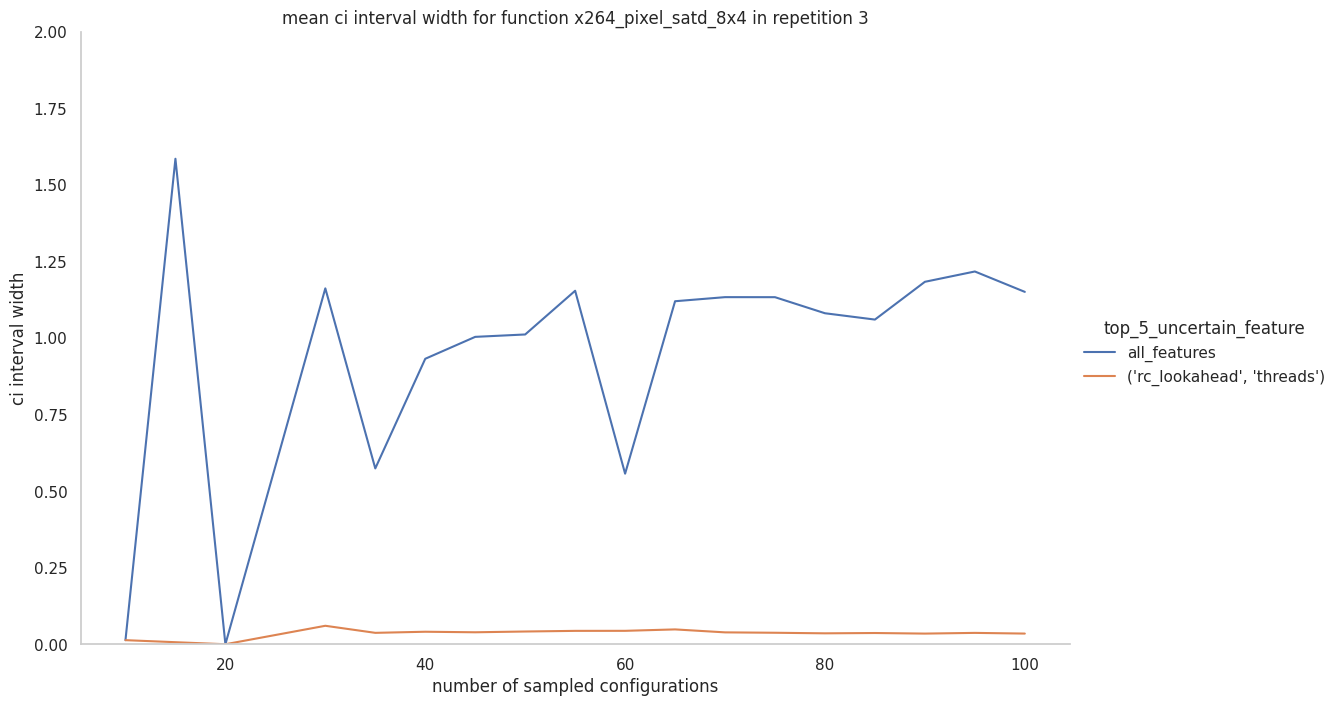 mean ci interval width for function x264_pixel_satd_8x4 in repetition 3
2.00
1.75
1.50
1.25
1.00
0.75
0.50
0.25
0.00
ci interval width
20
40
60
80
100
number of sampled configurations
top_5_uncertain_feature
all_features
('rc_lookahead', 'threads')